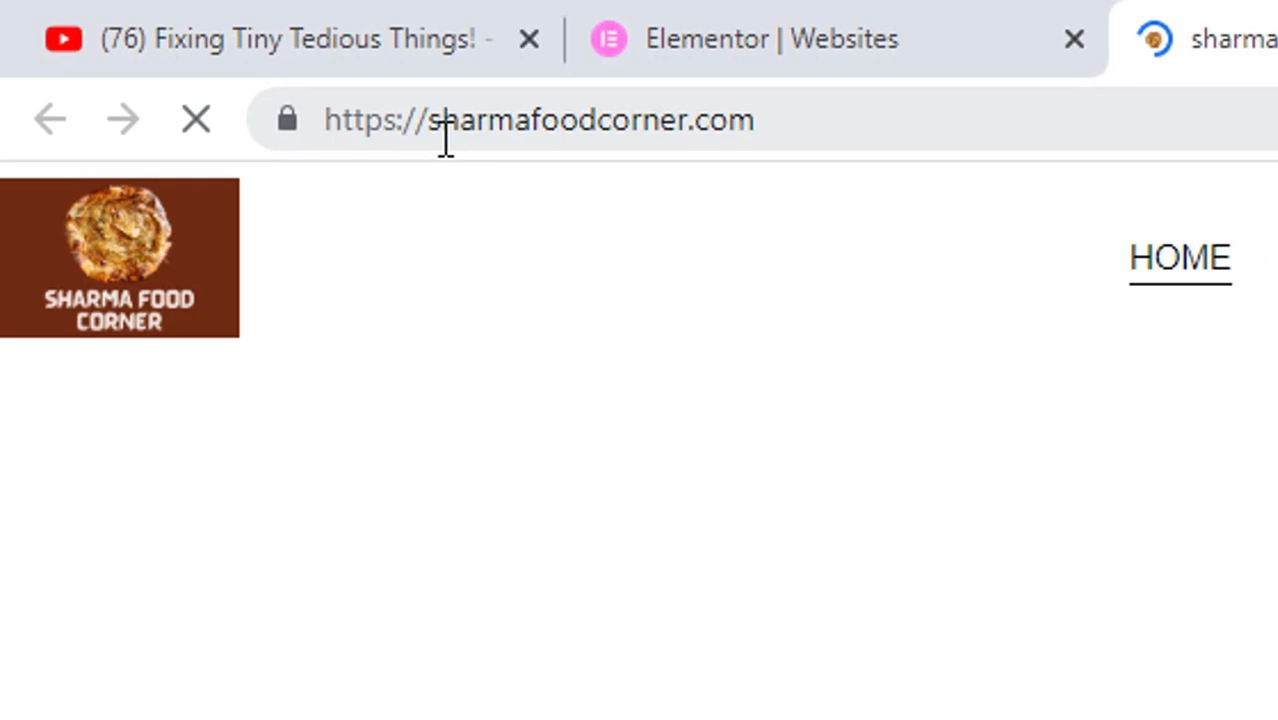 (76) Fixing Tiny Tedious Things! -
Elementor | Websites
sharma
https://sharmafoodcorner.com
SHARMA FOOD
CORNER
HOME